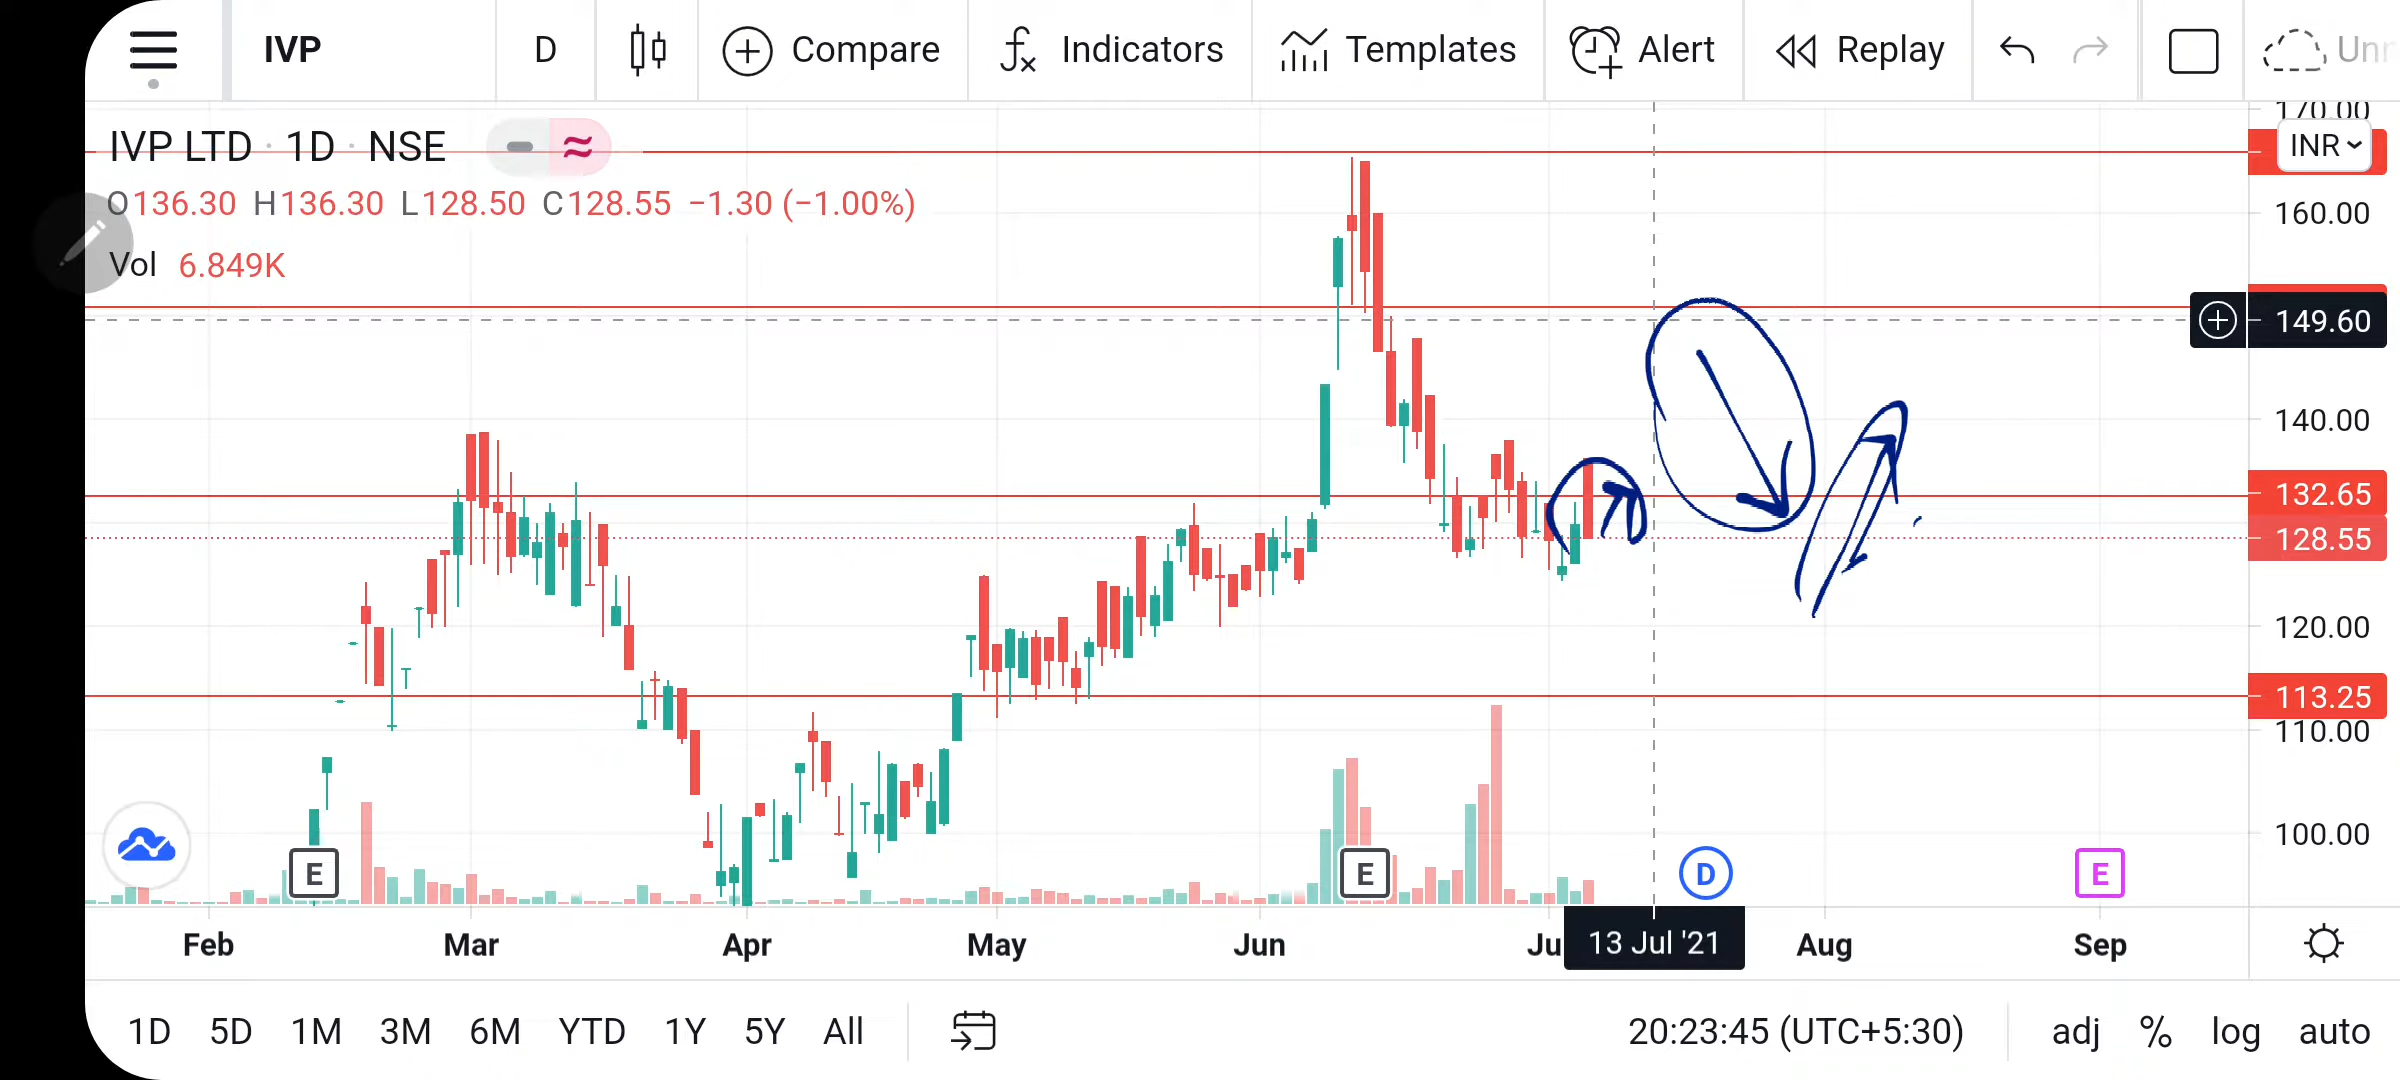 IVP D Compare Indicators Templates Alert Replay
IVP LTD · 1D · NSE
O136.30 H136.30 L128.50 C128.55 −1.30 (−1.00%)
Vol 6.849K
170.00
INR
160.00
149.60
140.00
132.65
128.55
120.00
113.25
110.00
100.00
E E D E
Feb Mar Apr May Jun 13 Jul '21 Aug Sep
1D 5D 1M 3M 6M YTD 1Y 5Y All 20:23:45 (UTC+5:30) adj % log auto